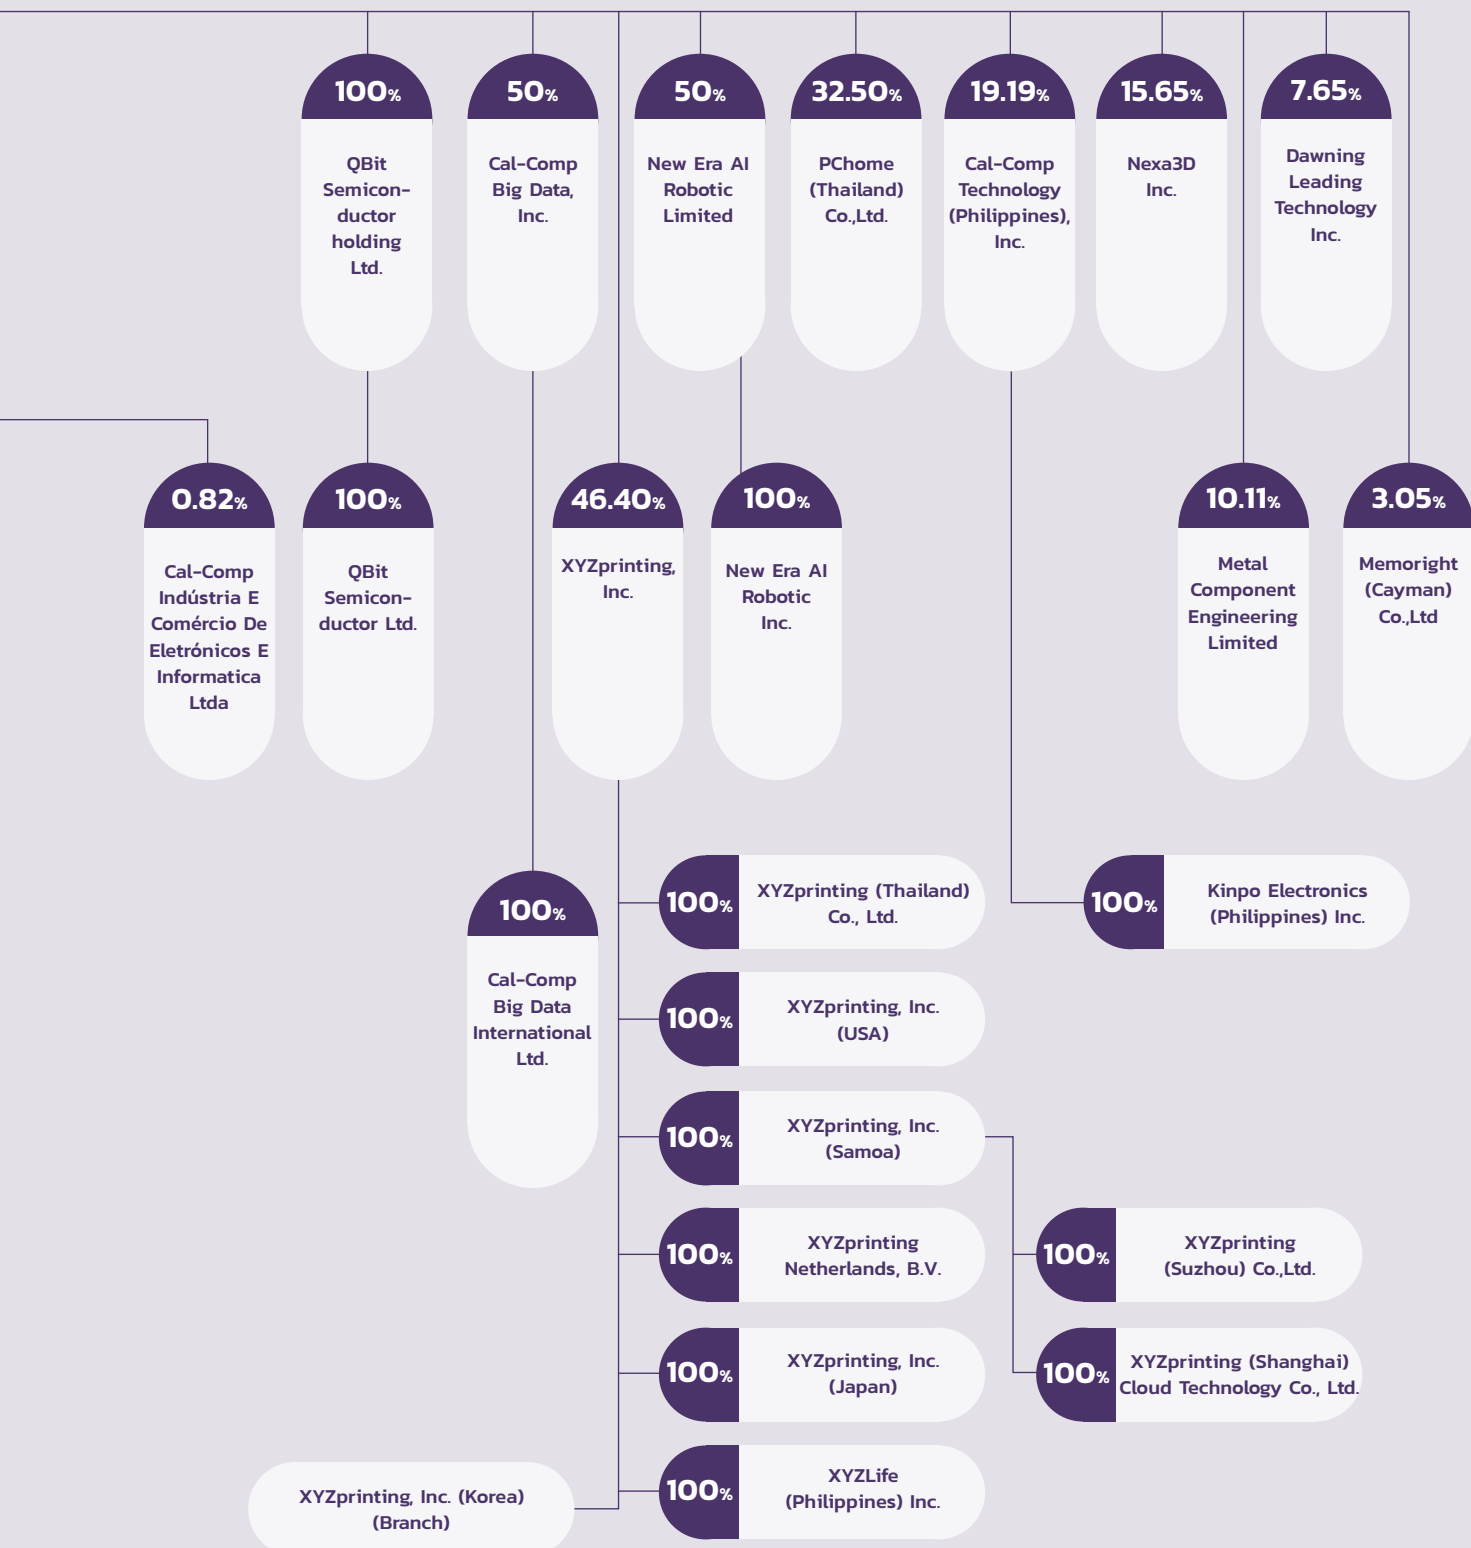 100%
QBit
Semicon-
ductor
holding
Ltd.
50%
Cal-Comp
Big Data,
Inc.
50%
New Era AI
Robotic
Limited
32.50%
PChome
(Thailand)
Co.,Ltd.
19.19%
Cal-Comp
Technology
(Philippines),
Inc.
15.65%
Nexa3D
Inc.
7.65%
Dawning
Leading
Technology
Inc.
0.82%
Cal-Comp
Indústria E
Comércio De
Eletrónicos E
Informatica
Ltda
100%
QBit
Semicon-
ductor Ltd.
46.40%
XYZprinting,
Inc.
100%
New Era AI
Robotic
Inc.
10.11%
Metal
Component
Engineering
Limited
3.05%
Memoright
(Cayman)
Co.,Ltd
100%
Cal-Comp
Big Data
International
Ltd.
100%
XYZprinting (Thailand)
Co., Ltd.
100%
Kinpo Electronics
(Philippines) Inc.
100%
XYZprinting, Inc.
(USA)
100%
XYZprinting, Inc.
(Samoa)
100%
XYZprinting
Netherlands, B.V.
100%
XYZprinting
(Suzhou) Co.,Ltd.
100%
XYZprinting, Inc.
(Japan)
100%
XYZprinting (Shanghai)
Cloud Technology Co., Ltd.
100%
XYZLife
(Philippines) Inc.
XYZprinting, Inc. (Korea)
(Branch)